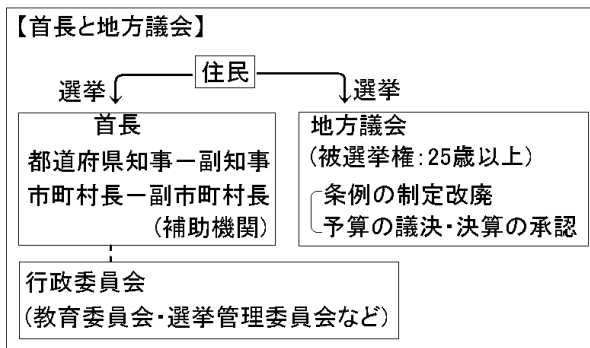 【首長と地方議会】
住民
選挙
選挙
首長
都道府県知事ー副知事
市町村長ー副市町村長
(補助機関)
地方議会
(被選挙権:25歳以上)
条例の制定改廃
予算の議決・決算の承認
行政委員会
(教育委員会・選挙管理委員会など)